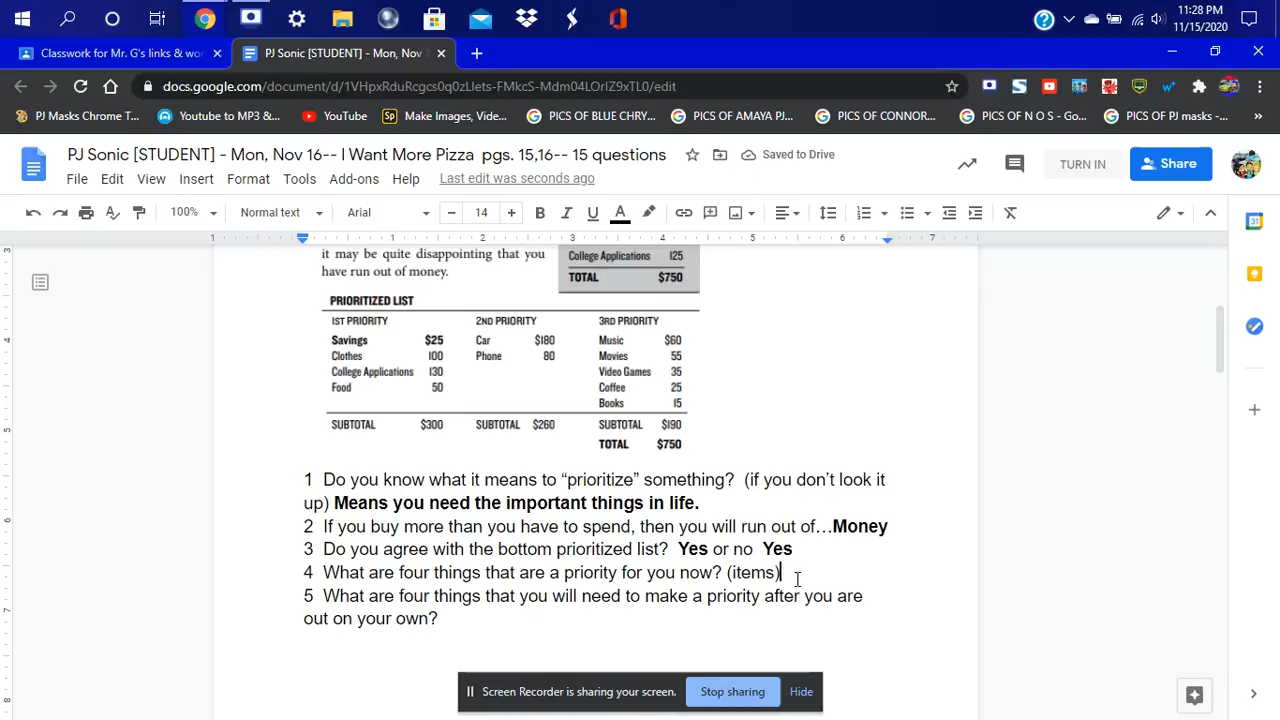 11:28 PM
11/15/2020
Classwork for Mr. G's links & wo
PJ Sonic [STUDENT] - Mon, Nov
docs.google.com/document/d/1VHpxRduRcgcs0q0zLlets-FMkcS-Mdm04LOrIZ9xTL0/edit
PJ Masks Chrome T...
Youtube to MP3 &...
YouTube
Sp Make Images, Vide...
PICS OF BLUE CHRY...
PICS OF AMAYA PJ...
PICS OF CONNOR...
PICS OF N O S - Go...
PICS OF PJ masks -...
PJ Sonic [STUDENT] - Mon, Nov 16-- I Want More Pizza pgs. 15,16-- 15 questions
Saved to Drive
TURN IN
Share
File Edit View Insert Format Tools Add-ons Help Last edit was seconds ago
100% Normal text Arial 14 B I U A
1 1 2 3 4 5 6 7
it may be quite disappointing that you
have run out of money.
College Applications 125
TOTAL $750
PRIORITIZED LIST
1ST PRIORITY 2ND PRIORITY 3RD PRIORITY
Savings $25 Car $180 Music $60
Clothes 100 Phone 80 Movies 55
College Applications 130 Video Games 35
Food 50 Coffee 25
Books 15
SUBTOTAL $300 SUBTOTAL $260 SUBTOTAL $190
TOTAL $750
1 Do you know what it means to “prioritize” something? (if you don’t look it
up) Means you need the important things in life.
2 If you buy more than you have to spend, then you will run out of…Money
3 Do you agree with the bottom prioritized list? Yes or no Yes
4 What are four things that are a priority for you now? (items)
5 What are four things that you will need to make a priority after you are
out on your own?
Screen Recorder is sharing your screen. Stop sharing Hide